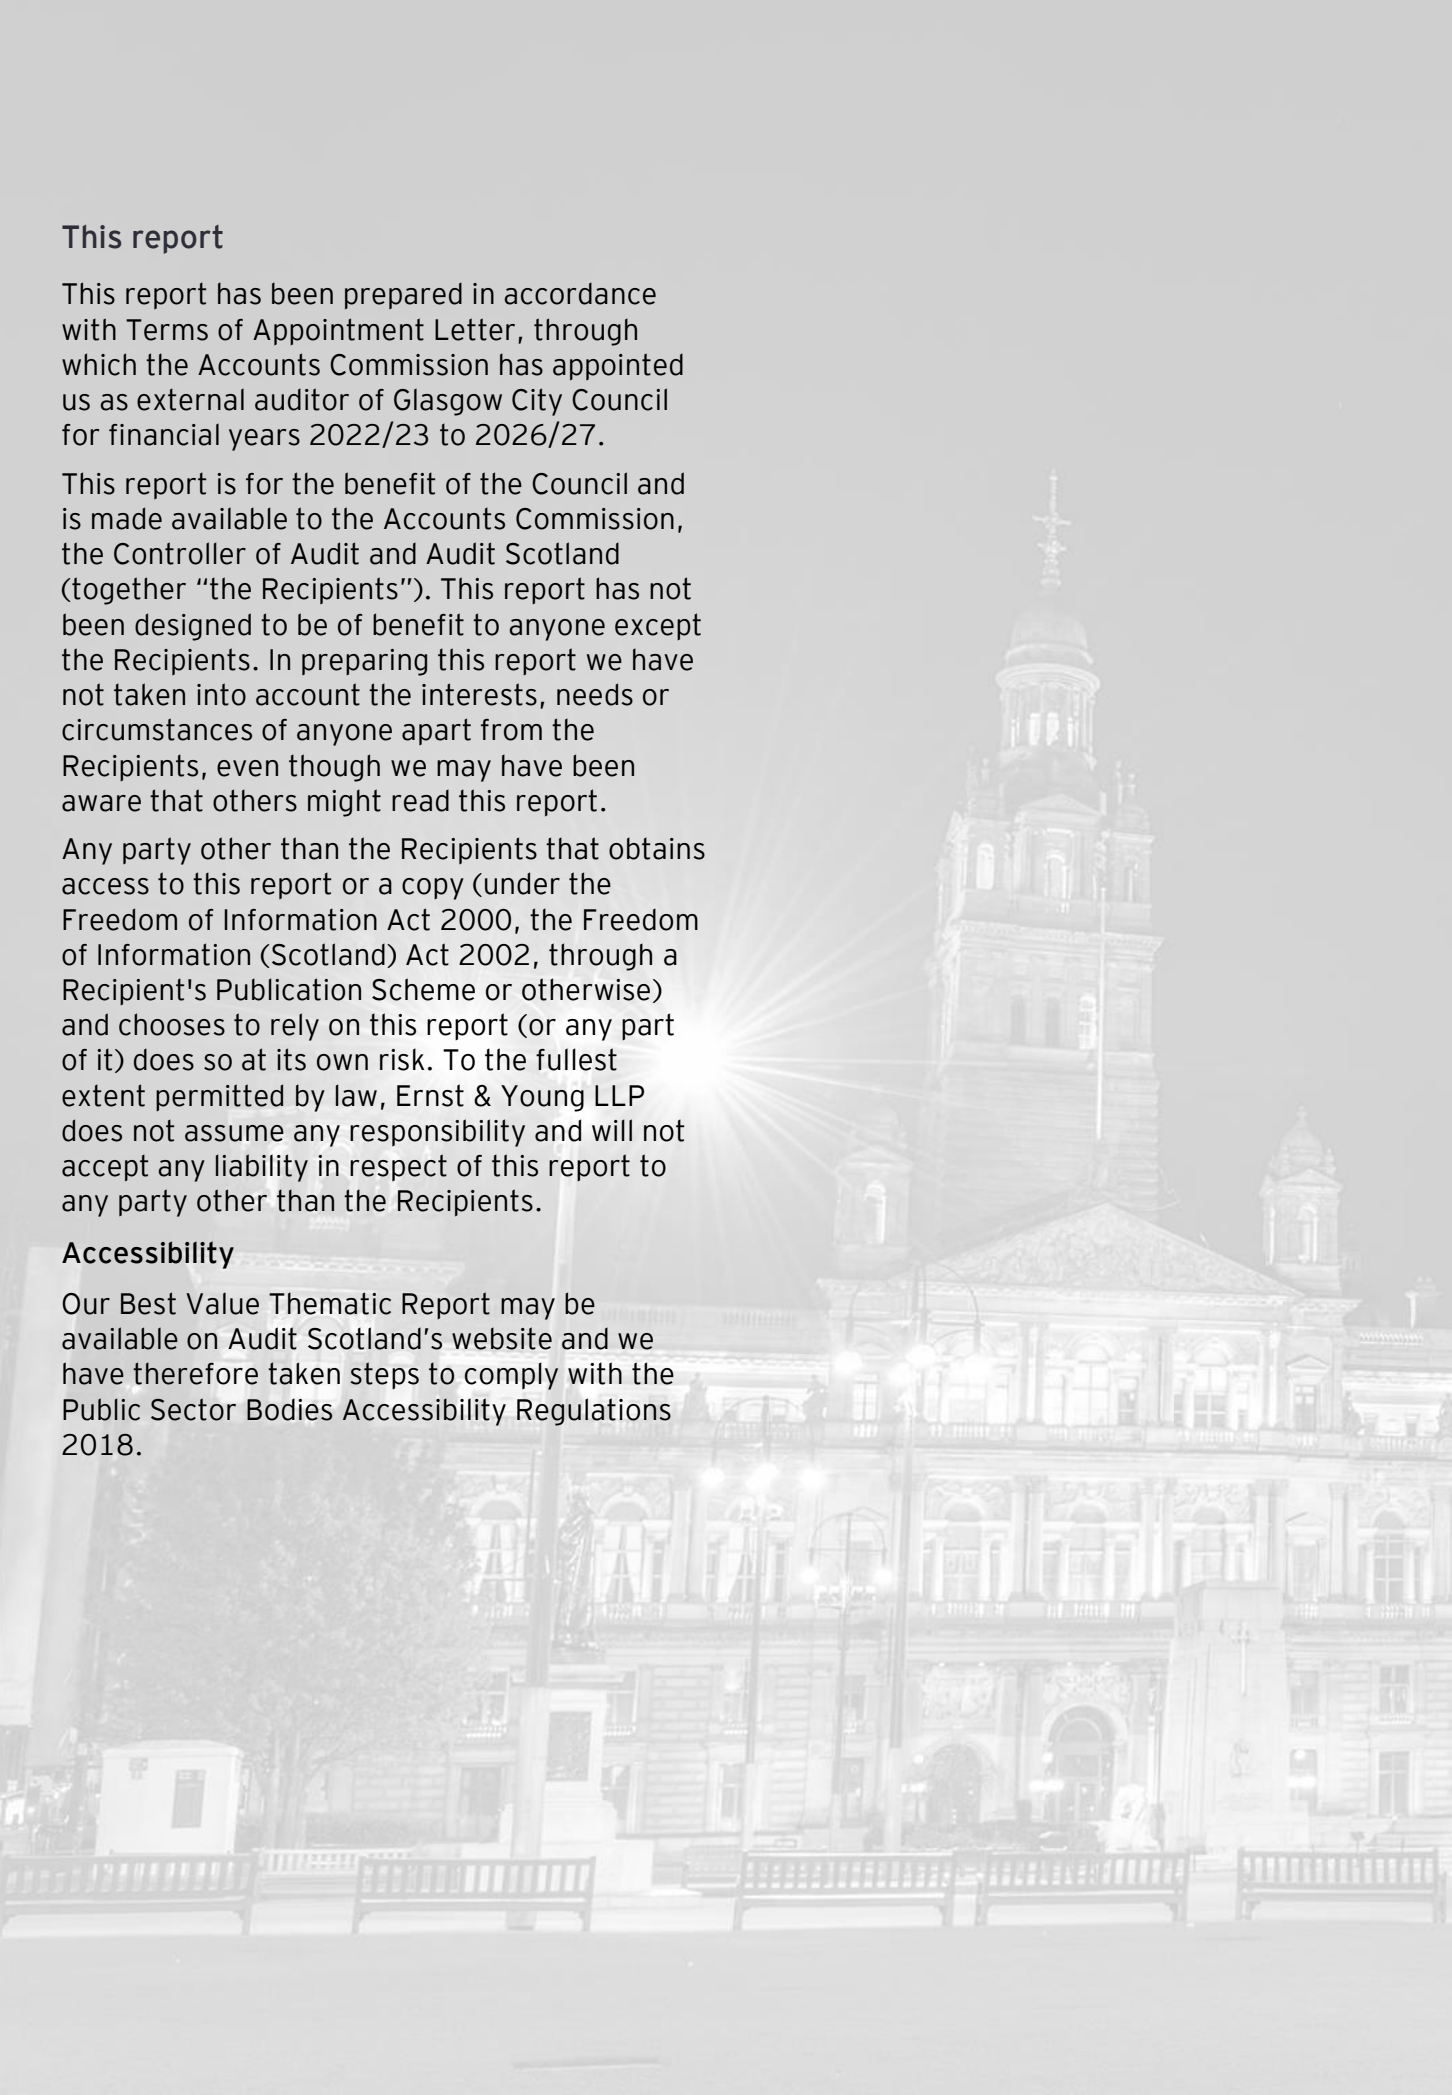 This report
This report has been prepared in accordance
with Terms of Appointment Letter, through
which the Accounts Commission has appointed
us as external auditor of Glasgow City Council
for financial years 2022/23 to 2026/27.
This report is for the benefit of the Council and
is made available to the Accounts Commission,
the Controller of Audit and Audit Scotland
(together “the Recipients”). This report has not
been designed to be of benefit to anyone except
the Recipients. In preparing this report we have
not taken into account the interests, needs or
circumstances of anyone apart from the
Recipients, even though we may have been
aware that others might read this report.
Any party other than the Recipients that obtains
access to this report or a copy (under the
Freedom of Information Act 2000, the Freedom
of Information (Scotland) Act 2002, through a
Recipient's Publication Scheme or otherwise)
and chooses to rely on this report (or any part
of it) does so at its own risk. To the fullest
extent permitted by law, Ernst & Young LLP
does not assume any responsibility and will not
accept any liability in respect of this report to
any party other than the Recipients.
Accessibility
Our Best Value Thematic Report may be
available on Audit Scotland’s website and we
have therefore taken steps to comply with the
Public Sector Bodies Accessibility Regulations
2018.